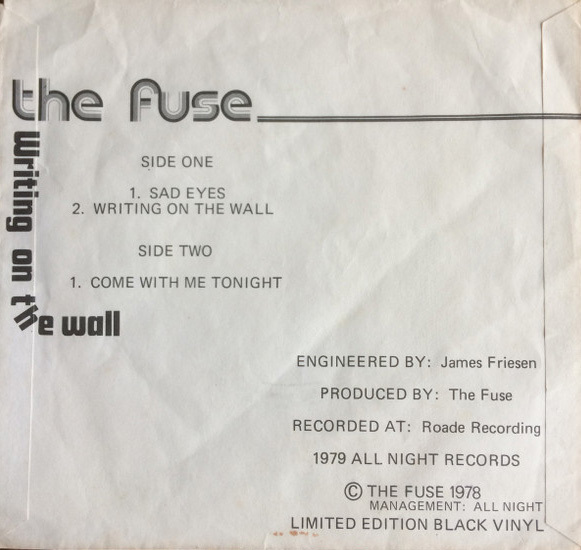 the fuse
writing on the wall
SIDE ONE
1. SAD EYES
2. WRITING ON THE WALL
SIDE TWO
1. COME WITH ME TONIGHT
ENGINEERED BY: James Friesen
PRODUCED BY: The Fuse
RECORDED AT: Roade Recording
1979 ALL NIGHT RECORDS
© THE FUSE 1978
MANAGEMENT: ALL NIGHT
LIMITED EDITION BLACK VINYL